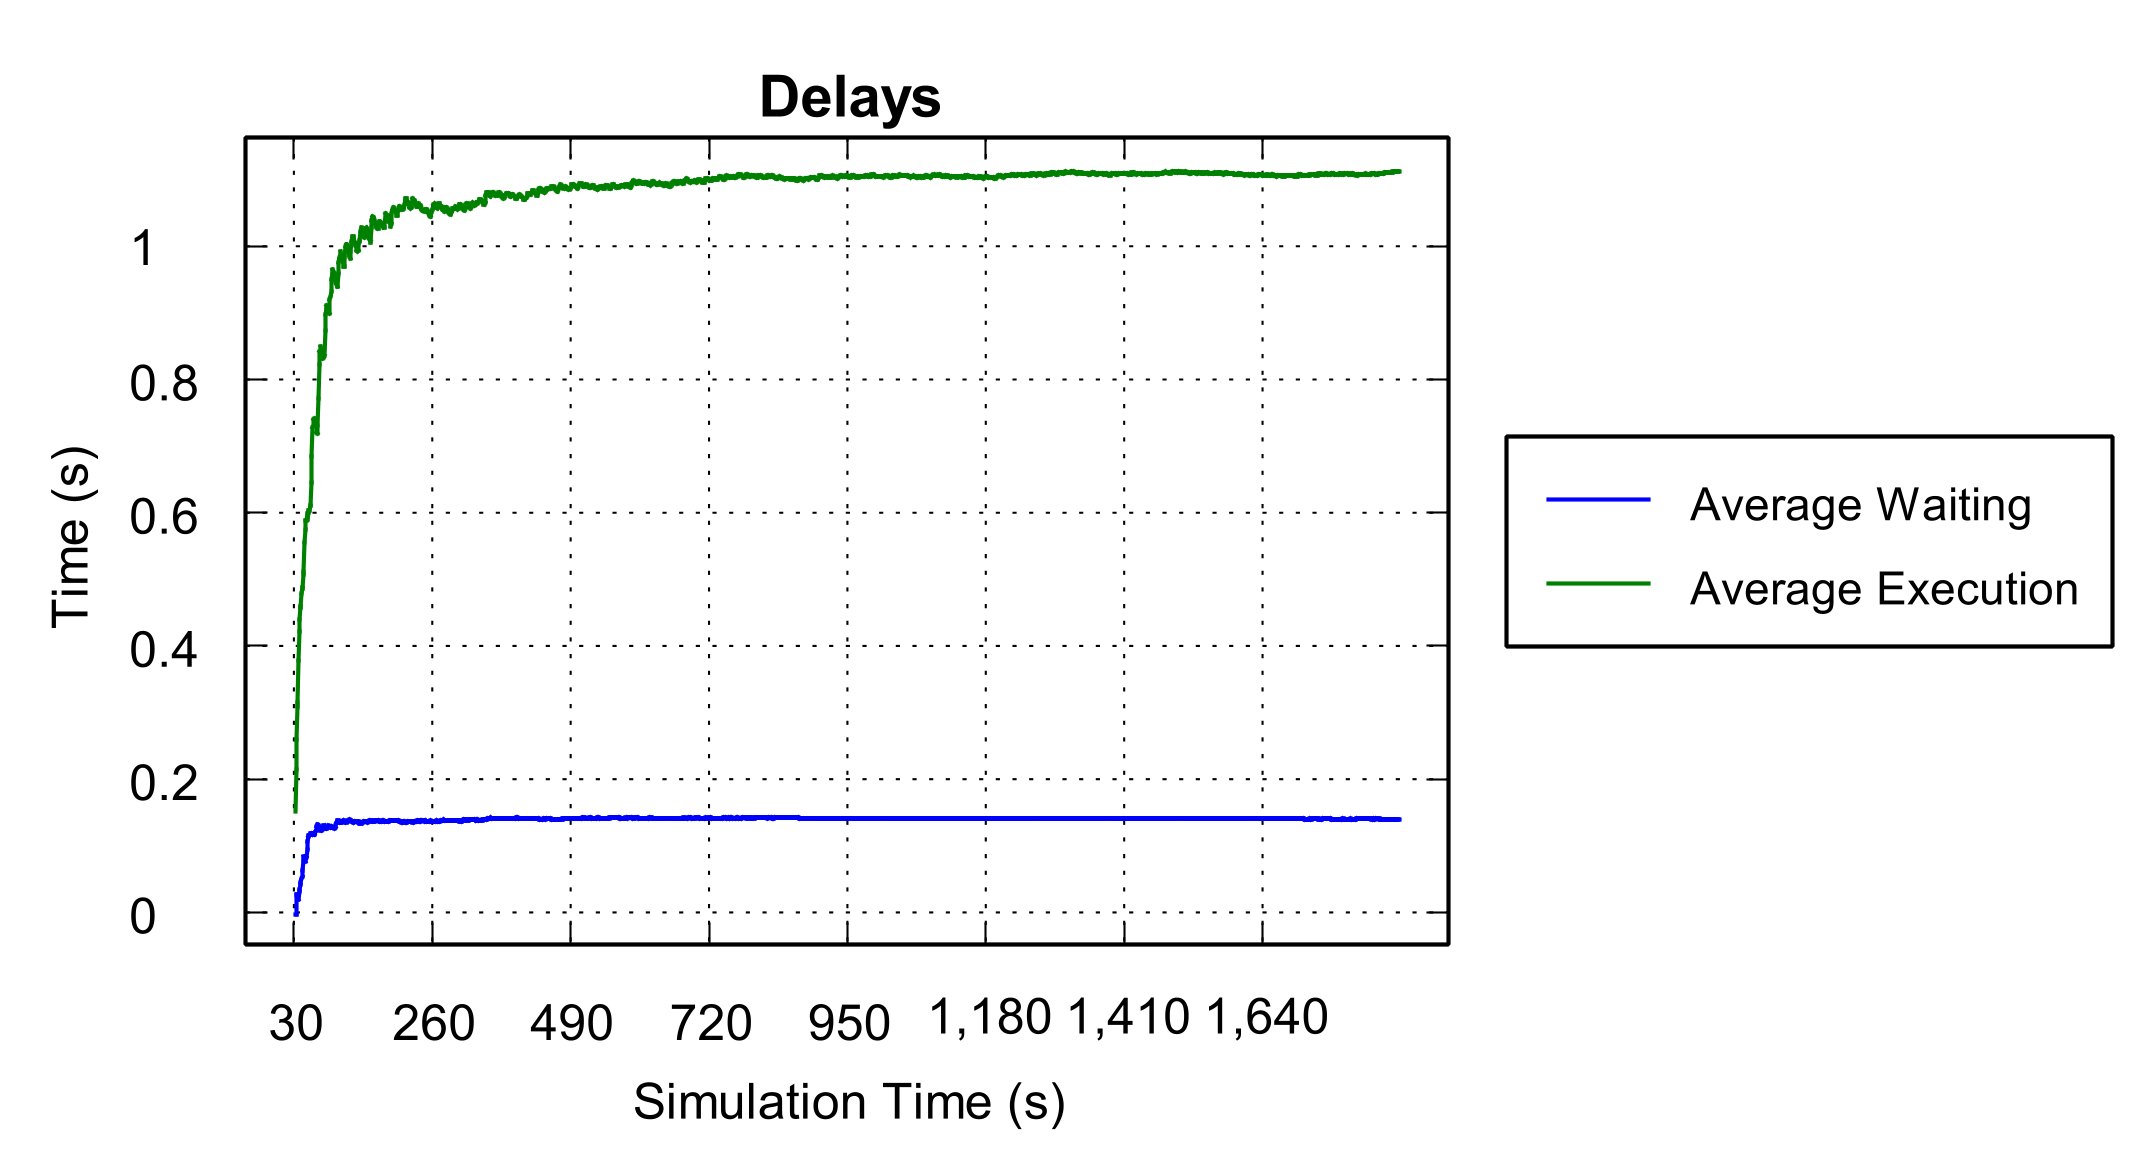 Delays
Time (s)
1
0.8
0.6
0.4
0.2
0
30 260 490 720 950 1,180 1,410 1,640
Simulation Time (s)
Average Waiting
Average Execution